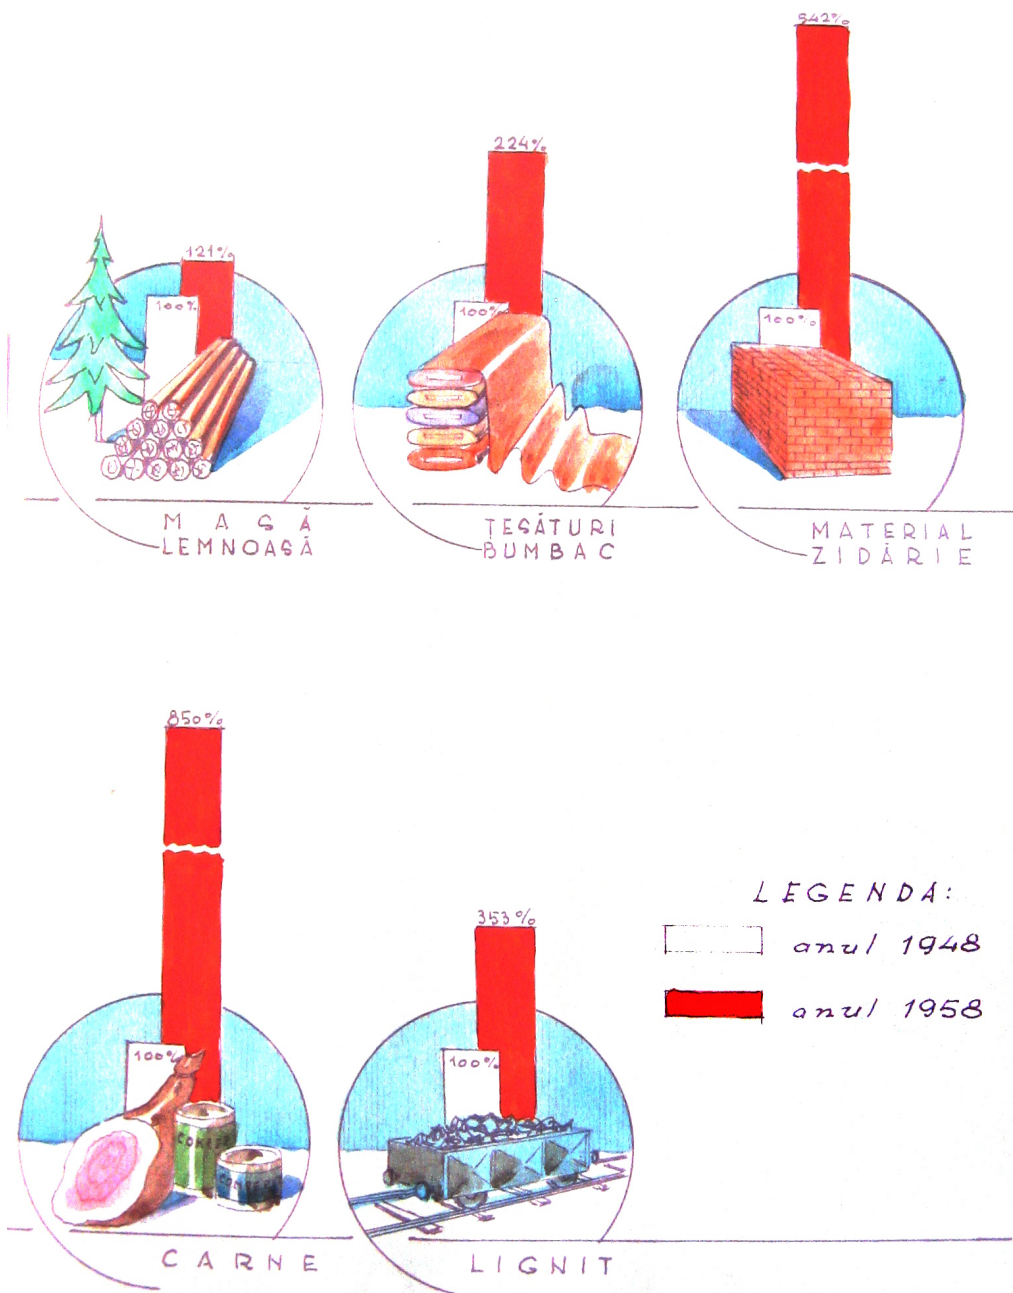 542%
224%
121%
100%
100%
100%
MASĂ
LEMNOASĂ
ȚESĂTURI
BUMBAC
MATERIAL
ZIDĂRIE
850%
353%
100%
100%
LEGENDA:
anul 1948
anul 1958
CARNE
LIGNIT